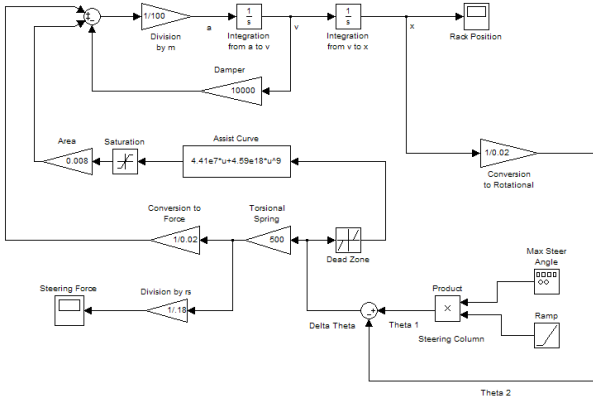 1/100
Division
by m
a
1
s
Integration
from a to v
v
1
s
Integration
from v to x
x
Rack Position
Damper
10000
Area
0.008
Saturation
Assist Curve
4.41e7*u+4.59e18*u^9
1/0.02
Conversion
to Rotational
Conversion to
Force
1/0.02
Torsional
Spring
500
Dead Zone
Steering Force
Division by rs
1/.18
Delta Theta
Theta 1
Product
×
Steering Column
Max Steer
Angle
Ramp
Theta 2